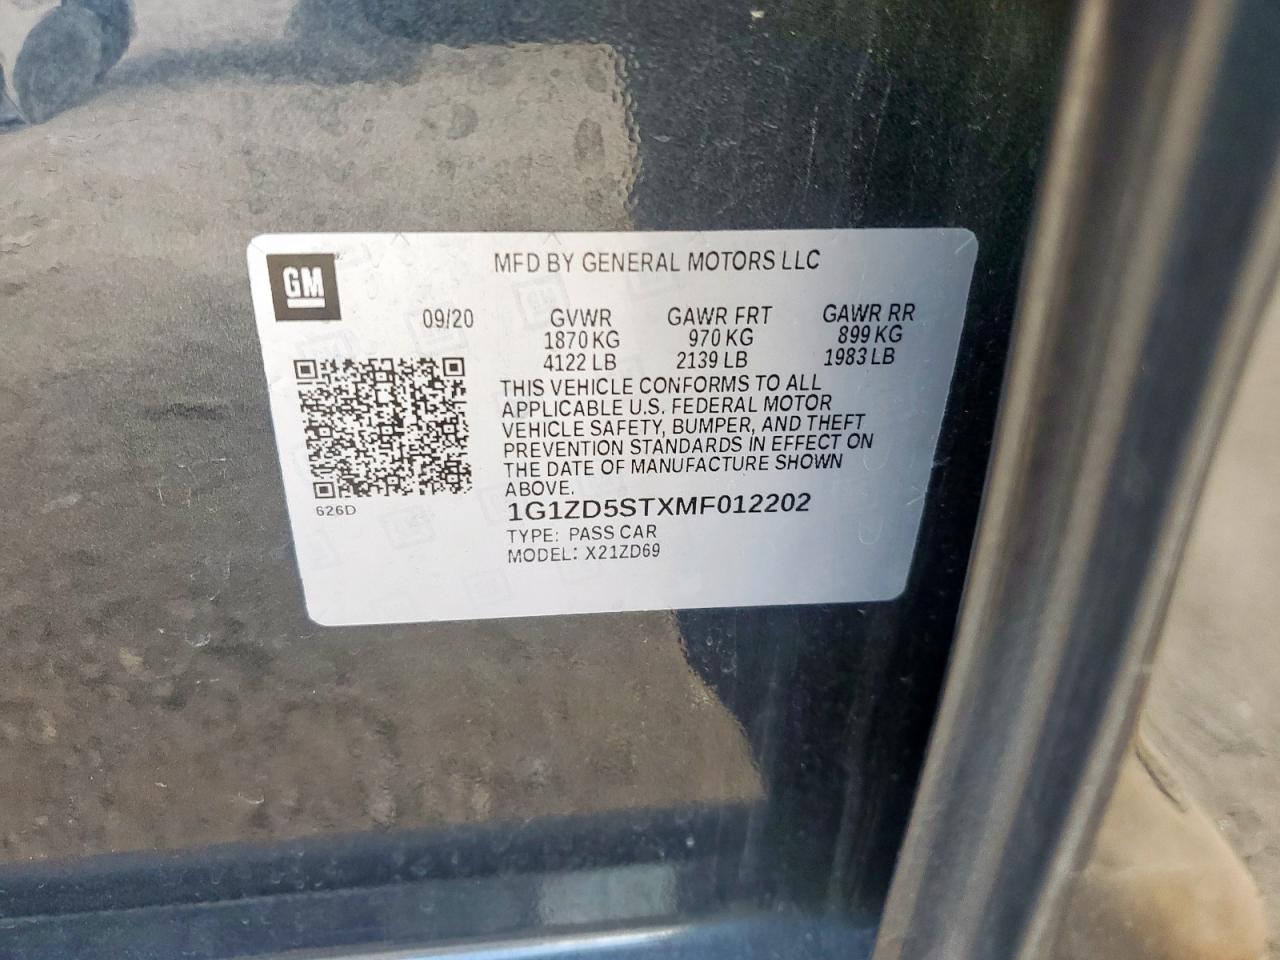 GM
MFD BY GENERAL MOTORS LLC
09/20 GVWR GAWR FRT GAWR RR
1870 KG 970 KG 899 KG
4122 LB 2139 LB 1983 LB
THIS VEHICLE CONFORMS TO ALL
APPLICABLE U.S. FEDERAL MOTOR
VEHICLE SAFETY, BUMPER, AND THEFT
PREVENTION STANDARDS IN EFFECT ON
THE DATE OF MANUFACTURE SHOWN
ABOVE.
626D
1G1ZD5STXMF012202
TYPE: PASS CAR
MODEL: X21ZD69